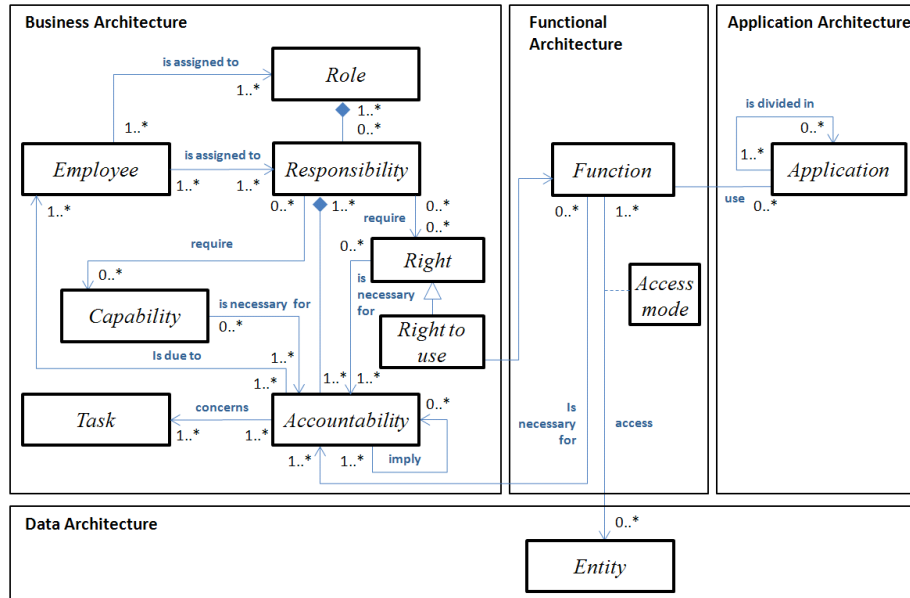 Business Architecture
Functional
Architecture
Application Architecture
is assigned to
Role
1..*
1..*
1..*
0..*
is divided in
0..*
1..*
Employee
is assigned to
1..*
1..*
Responsibility
Function
Application
use
0..*
1..*
0..*
1..*
0..*
require
0..*
0..*
1..*
require
0..*
0..*
Right
is
necessary
for
Capability
is necessary for
0..*
Right to
use
Access
mode
Is due to
1..*
1..*
1..*
1..*
Task
concerns
1..*
1..*
Accountability
0..*
1..*
1..*
imply
Is
necessary
for
access
Data Architecture
0..*
Entity